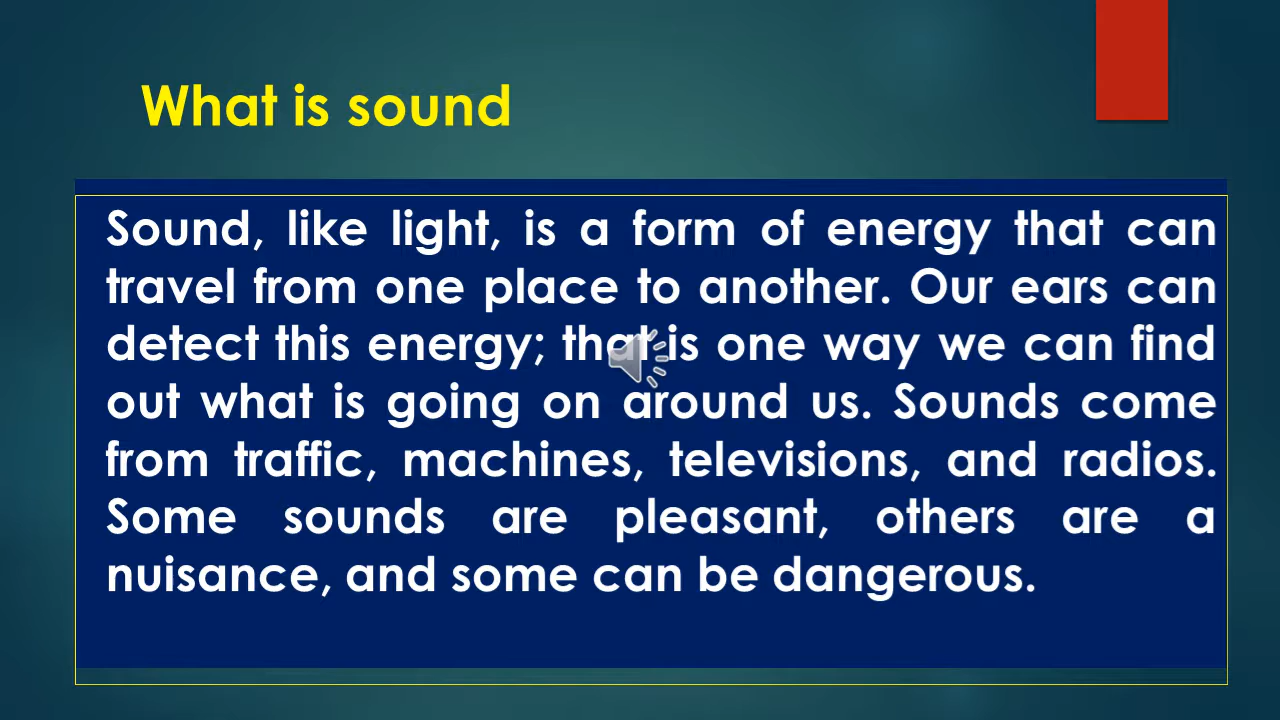 What is sound
Sound, like light, is a form of energy that can
travel from one place to another. Our ears can
detect this energy; that is one way we can find
out what is going on around us. Sounds come
from traffic, machines, televisions, and radios.
Some sounds are pleasant, others are a
nuisance, and some can be dangerous.